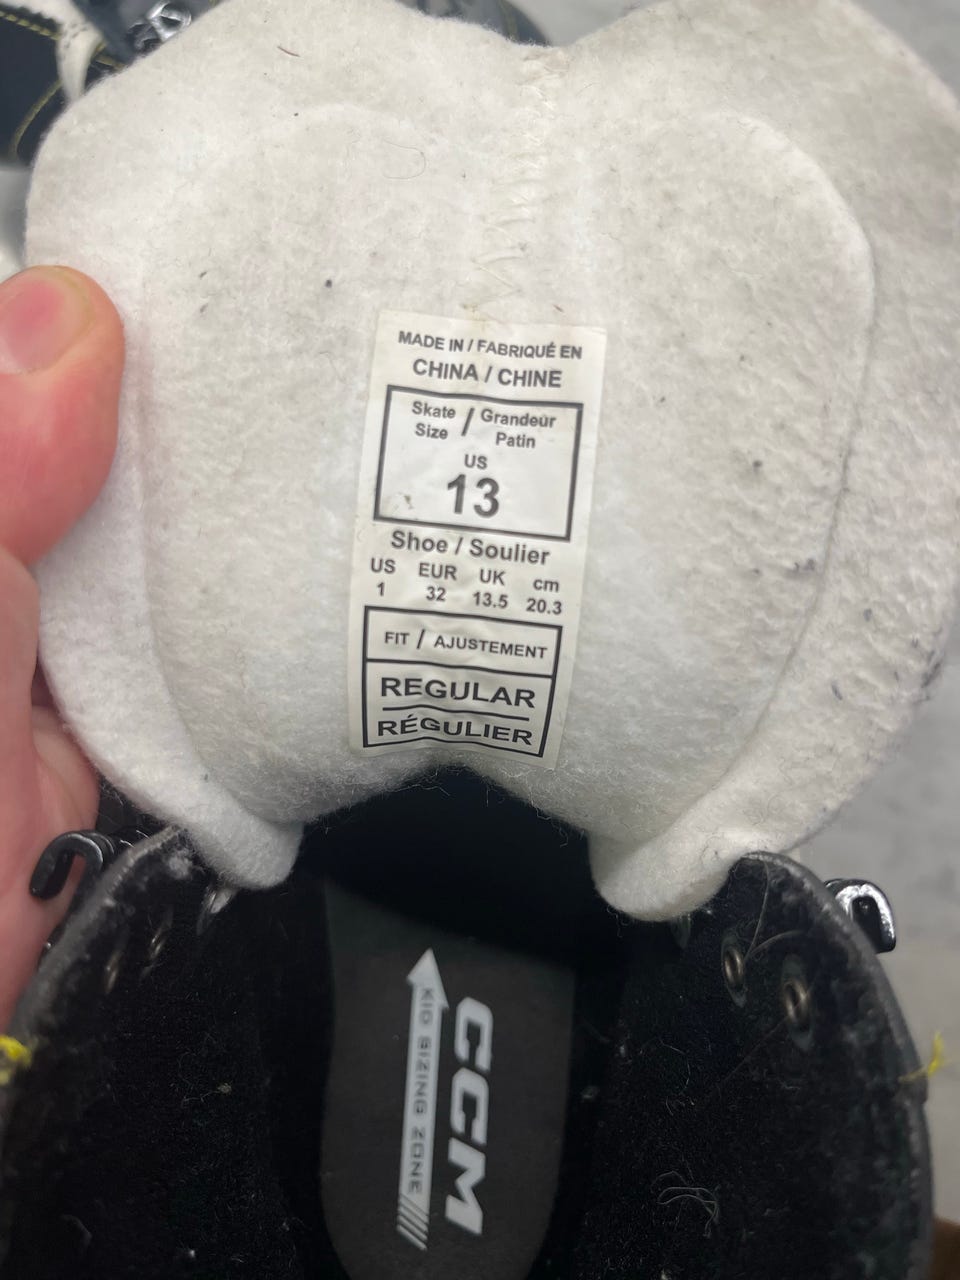 MADE IN / FABRIQUÉ EN
CHINA / CHINE
Skate Size / Grandeur Patin
US
13
Shoe / Soulier
US EUR UK cm
1 32 13.5 20.3
FIT / AJUSTEMENT
REGULAR
RÉGULIER
CCM
KID SIZING ZONE